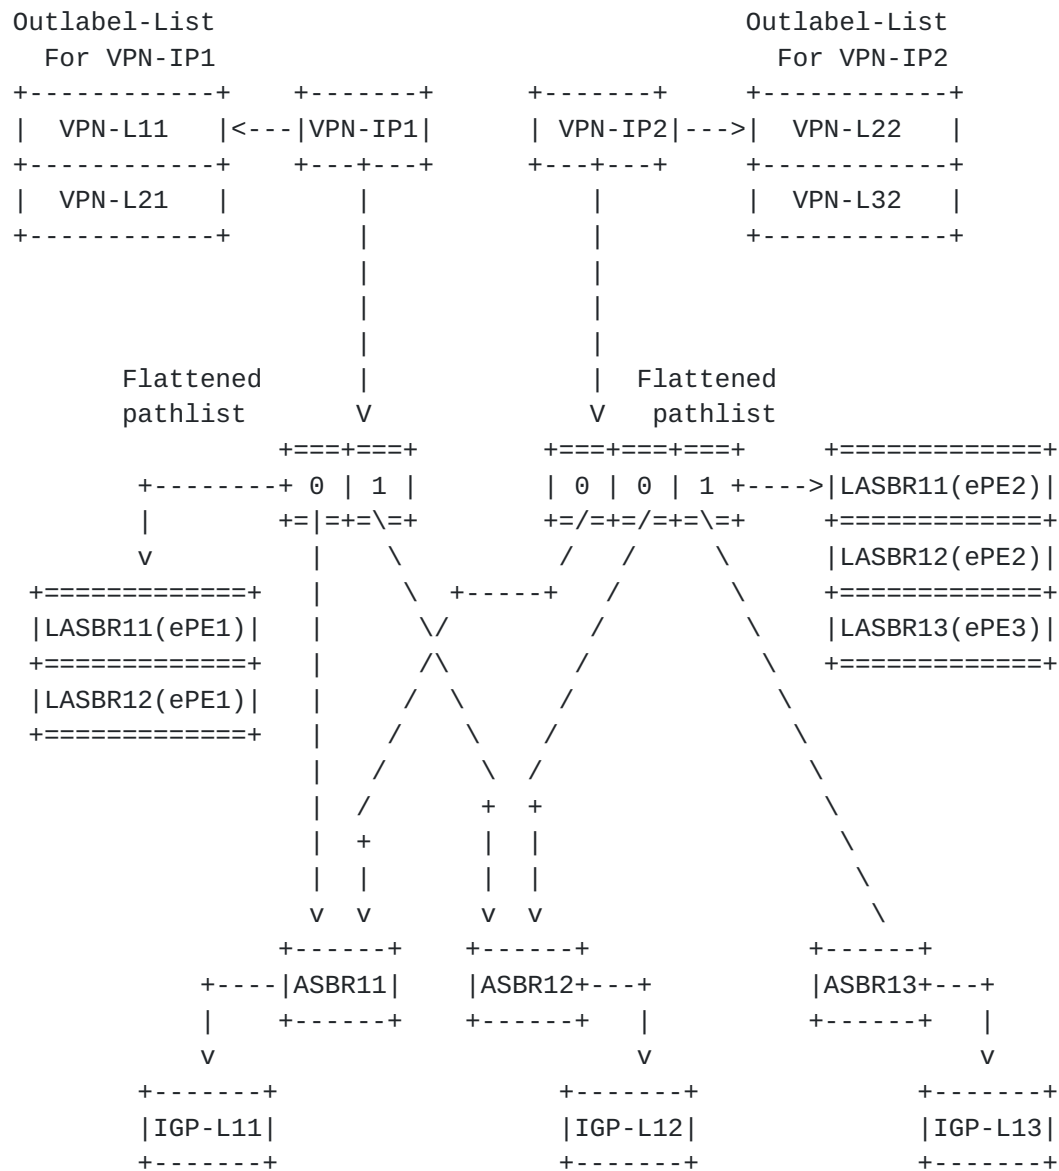 Outlabel-List Outlabel-List
For VPN-IP1 For VPN-IP2
VPN-L11 VPN-IP1 VPN-IP2 VPN-L22
VPN-L21 VPN-L32
Flattened Flattened
pathlist pathlist
0 1 0 0 1 LASBR11(ePE2)
LASBR12(ePE2)
LASBR11(ePE1) LASBR13(ePE3)
LASBR12(ePE1)
ASBR11 ASBR12 ASBR13
IGP-L11 IGP-L12 IGP-L13